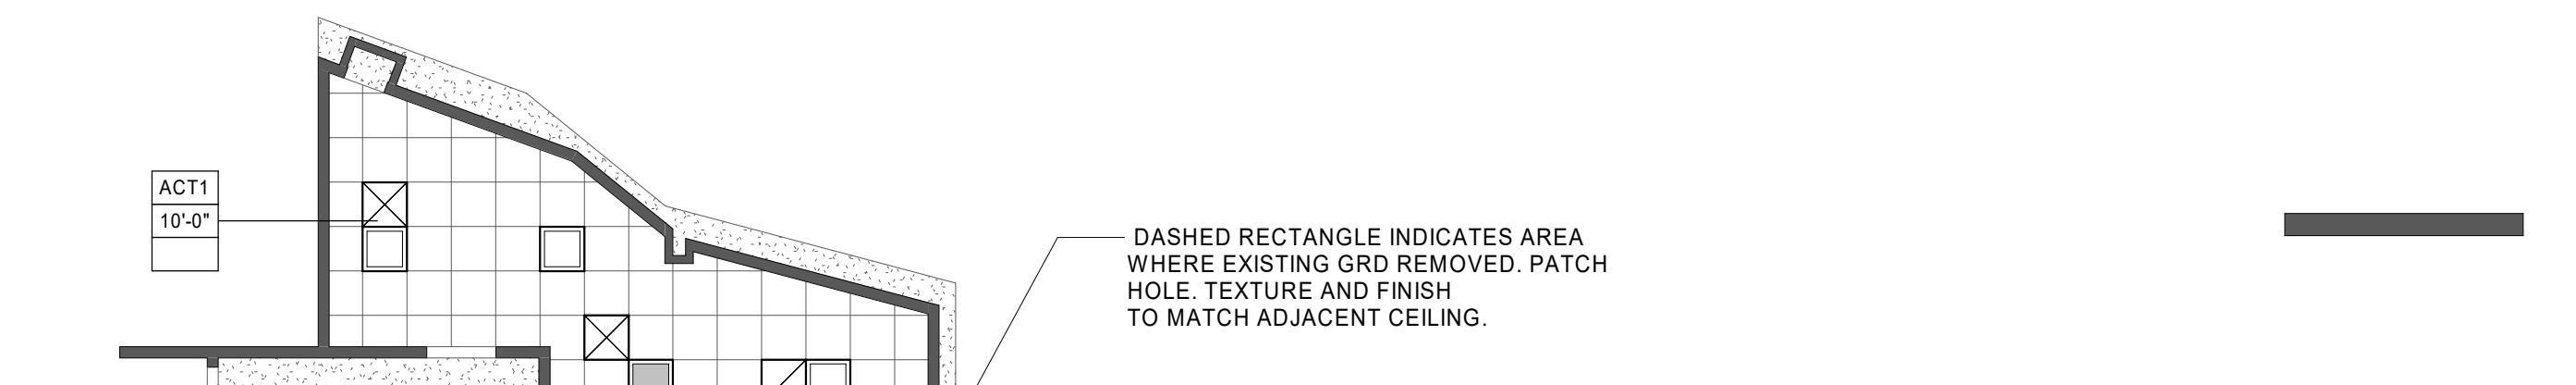 ACT1
10'-0"
DASHED RECTANGLE INDICATES AREA
WHERE EXISTING GRD REMOVED. PATCH
HOLE. TEXTURE AND FINISH
TO MATCH ADJACENT CEILING.